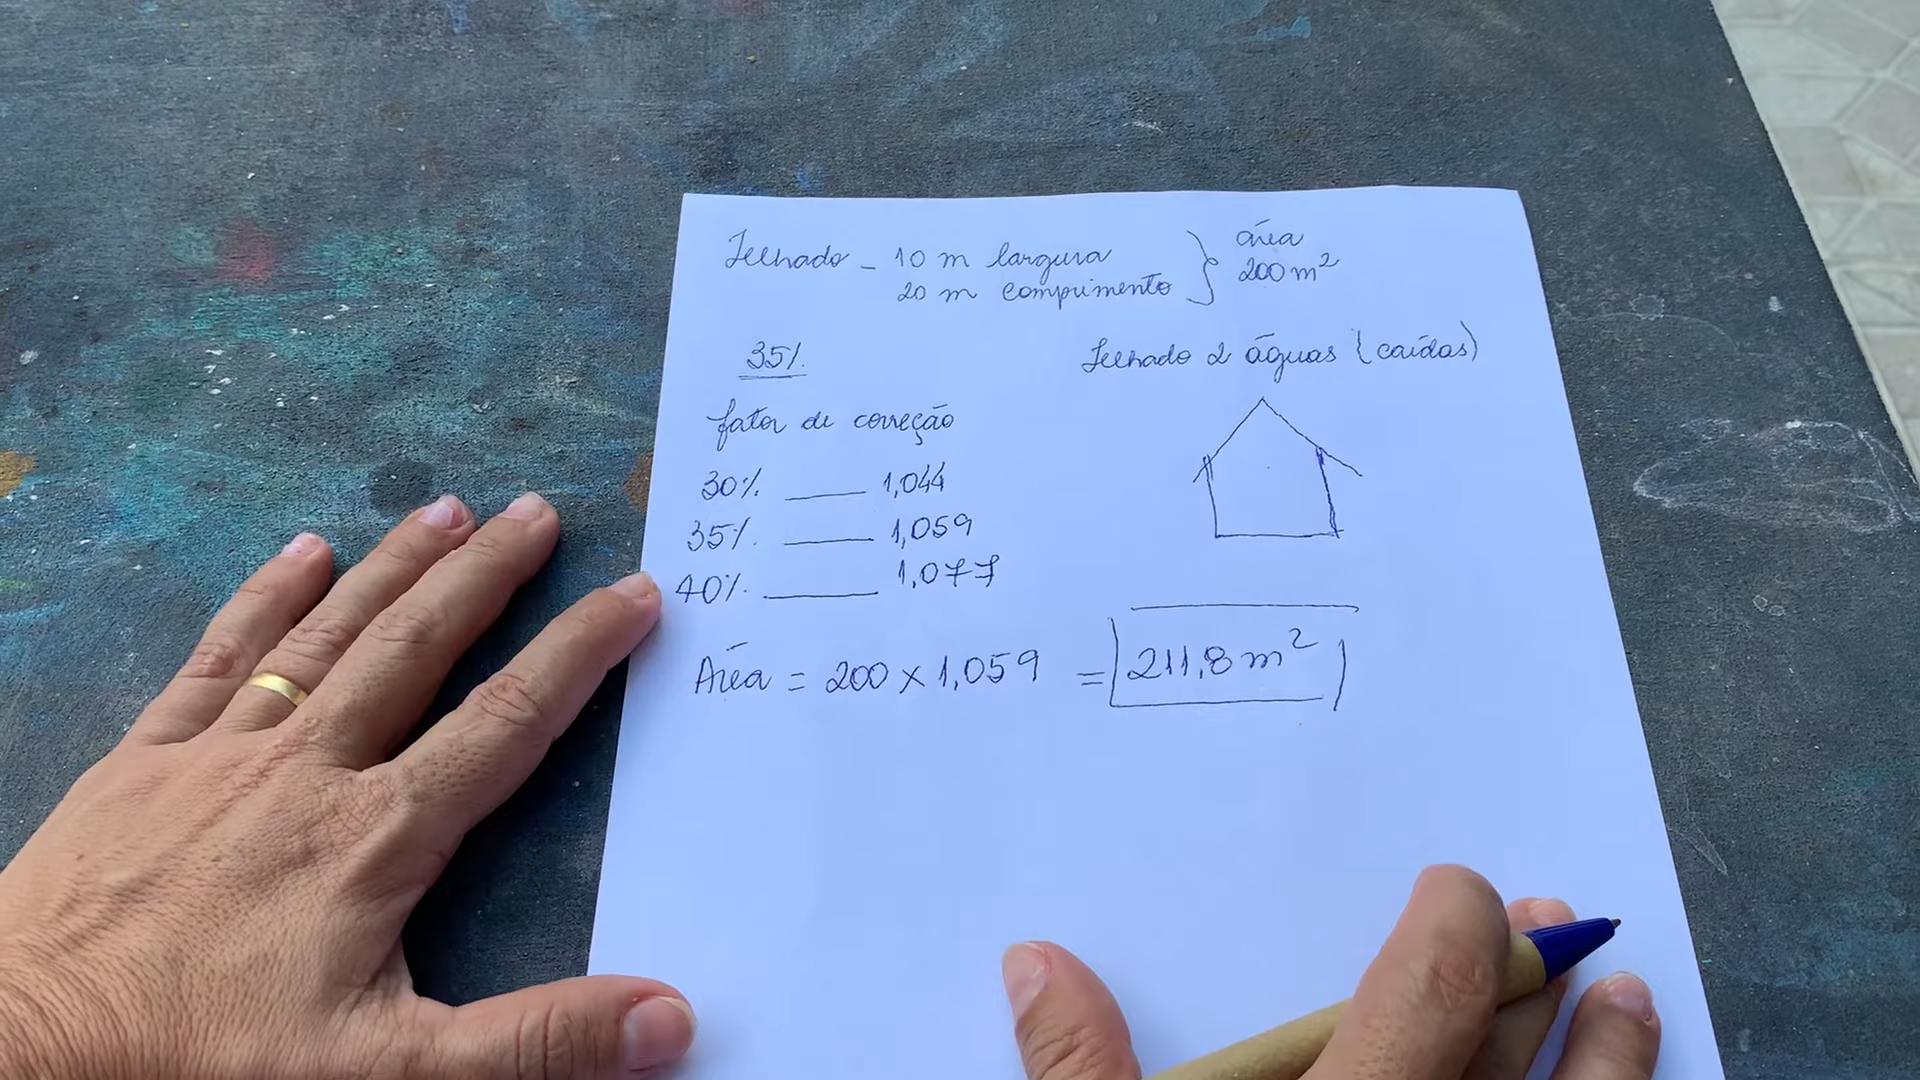 Telhado - 10 m largura
20 m comprimento
área
200 m²
35%
Telhado 2 águas (caídas)
fator de correção
30% ____ 1,044
35% ____ 1,059
40% ____ 1,077
Área = 200 x 1,059 = 211,8 m²